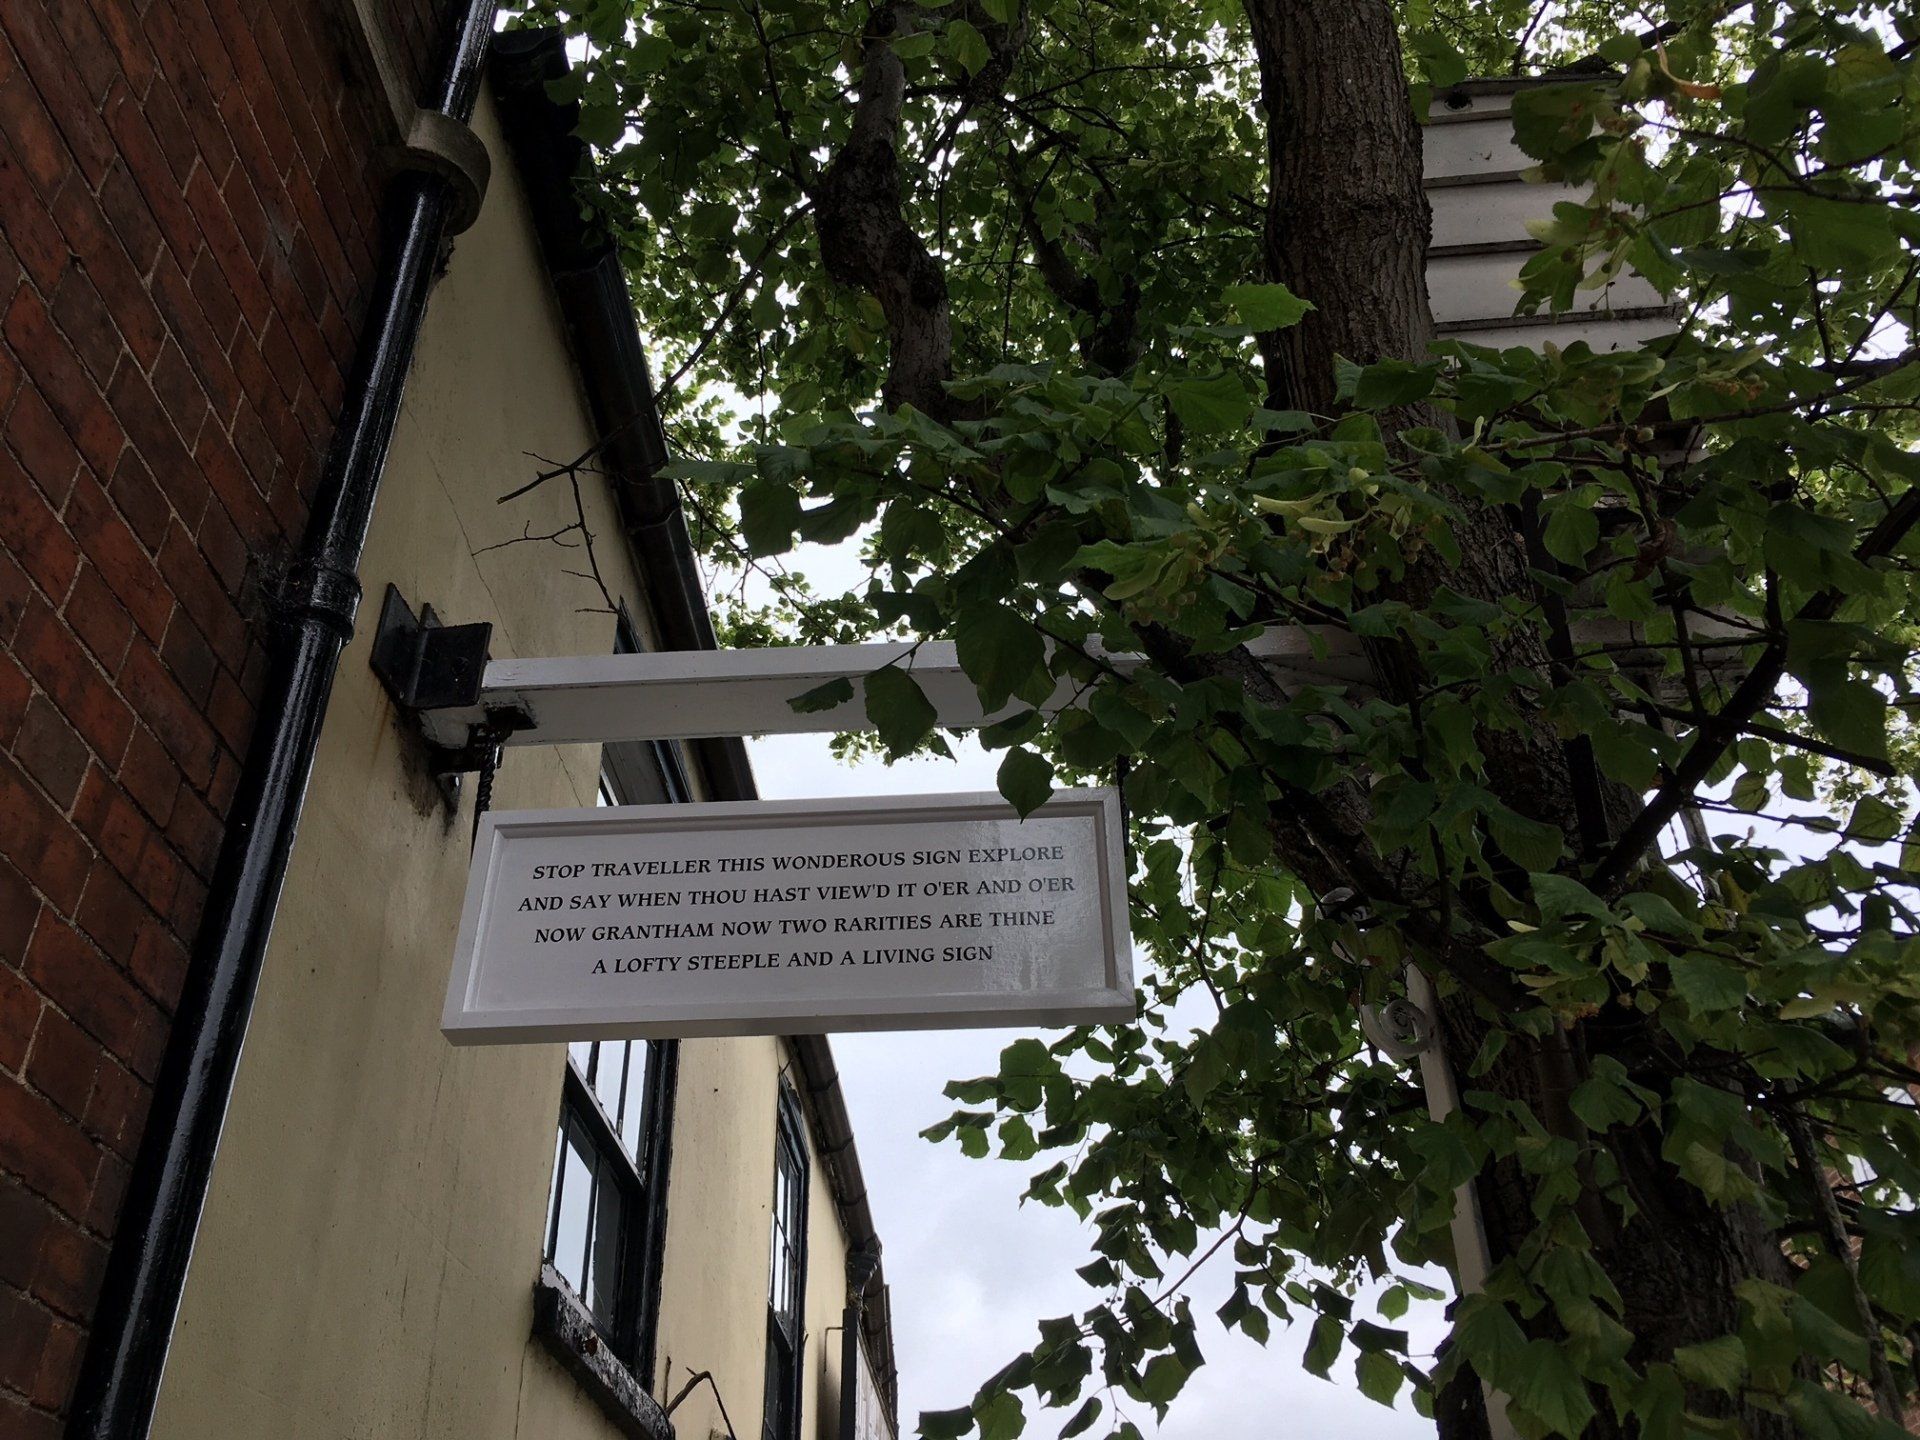 STOP TRAVELLER THIS WONDEROUS SIGN EXPLORE
AND SAY WHEN THOU HAST VIEW'D IT O'ER AND O'ER
NOW GRANTHAM NOW TWO RARITIES ARE THINE
A LOFTY STEEPLE AND A LIVING SIGN